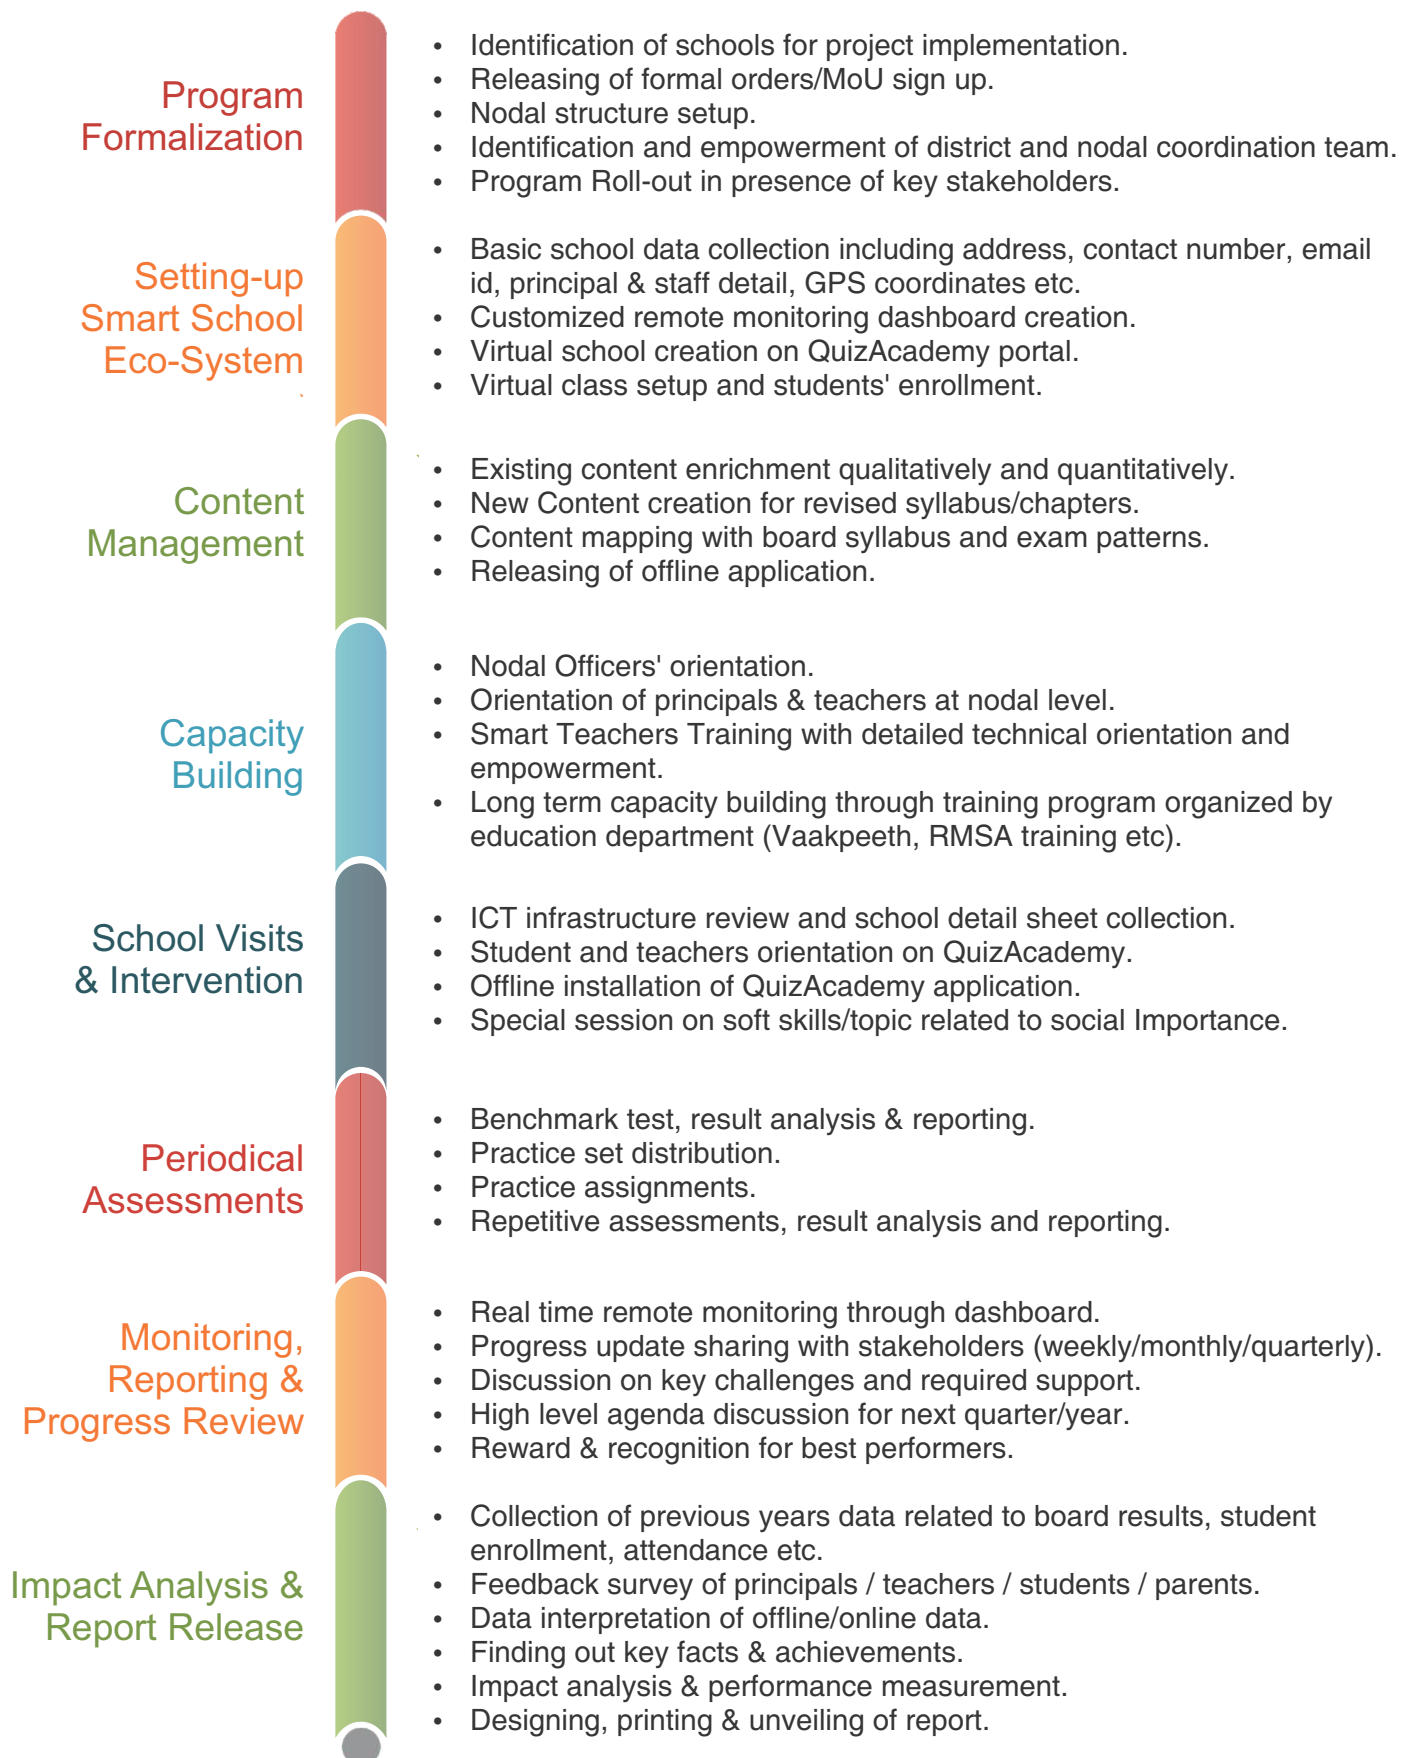 Program
Formalization
• Identification of schools for project implementation.
• Releasing of formal orders/MoU sign up.
• Nodal structure setup.
• Identification and empowerment of district and nodal coordination team.
• Program Roll-out in presence of key stakeholders.
Setting-up
Smart School
Eco-System
• Basic school data collection including address, contact number, email
id, principal & staff detail, GPS coordinates etc.
• Customized remote monitoring dashboard creation.
• Virtual school creation on QuizAcademy portal.
• Virtual class setup and students' enrollment.
Content
Management
• Existing content enrichment qualitatively and quantitatively.
• New Content creation for revised syllabus/chapters.
• Content mapping with board syllabus and exam patterns.
• Releasing of offline application.
Capacity
Building
• Nodal Officers' orientation.
• Orientation of principals & teachers at nodal level.
• Smart Teachers Training with detailed technical orientation and
empowerment.
• Long term capacity building through training program organized by
education department (Vaakpeeth, RMSA training etc).
School Visits
& Intervention
• ICT infrastructure review and school detail sheet collection.
• Student and teachers orientation on QuizAcademy.
• Offline installation of QuizAcademy application.
• Special session on soft skills/topic related to social Importance.
Periodical
Assessments
• Benchmark test, result analysis & reporting.
• Practice set distribution.
• Practice assignments.
• Repetitive assessments, result analysis and reporting.
Monitoring,
Reporting &
Progress Review
• Real time remote monitoring through dashboard.
• Progress update sharing with stakeholders (weekly/monthly/quarterly).
• Discussion on key challenges and required support.
• High level agenda discussion for next quarter/year.
• Reward & recognition for best performers.
Impact Analysis &
Report Release
• Collection of previous years data related to board results, student
enrollment, attendance etc.
• Feedback survey of principals / teachers / students / parents.
• Data interpretation of offline/online data.
• Finding out key facts & achievements.
• Impact analysis & performance measurement.
• Designing, printing & unveiling of report.